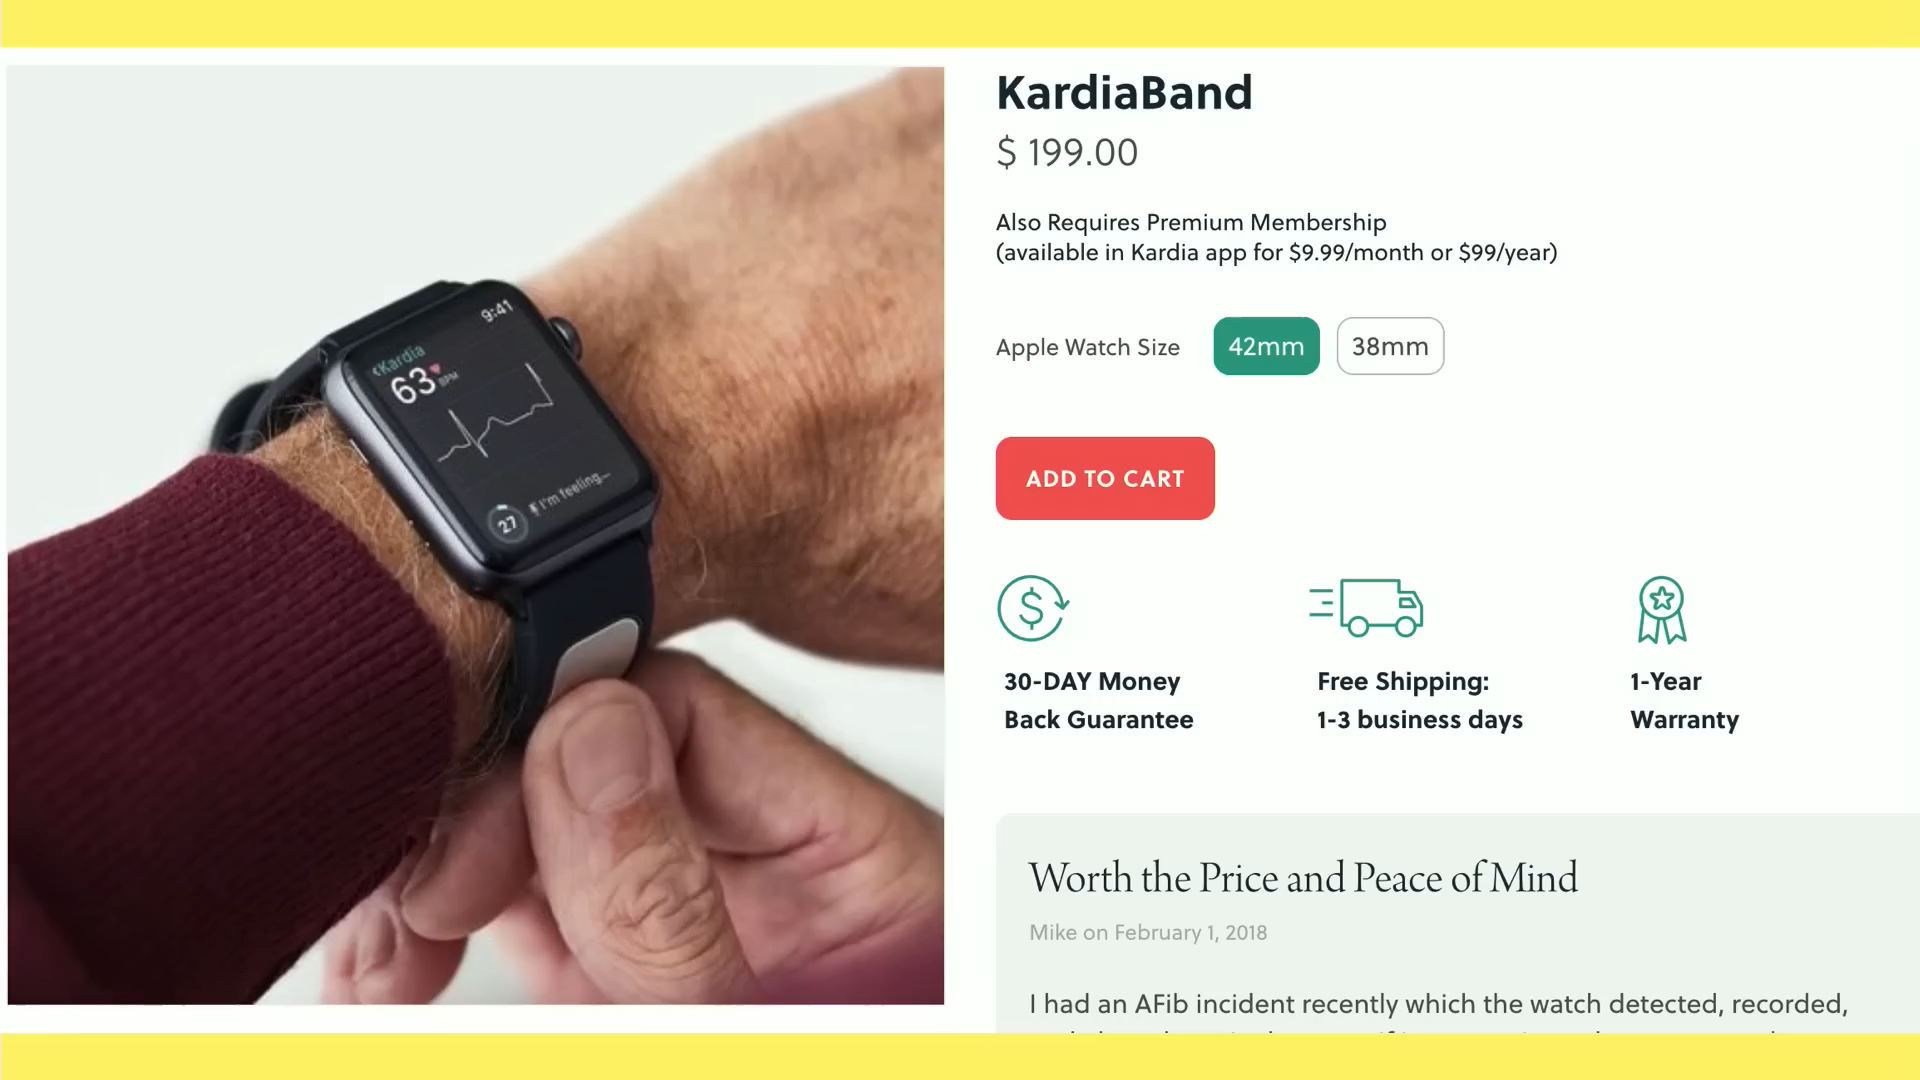 KardiaBand
$ 199.00
Also Requires Premium Membership
(available in Kardia app for $9.99/month or $99/year)
Apple Watch Size 42mm 38mm
ADD TO CART
30-DAY Money
Back Guarantee
Free Shipping:
1-3 business days
1-Year
Warranty
Worth the Price and Peace of Mind
Mike on February 1, 2018
I had an AFib incident recently which the watch detected, recorded,
9:41
‹Kardia
63 BPM
27 I'm feeling...